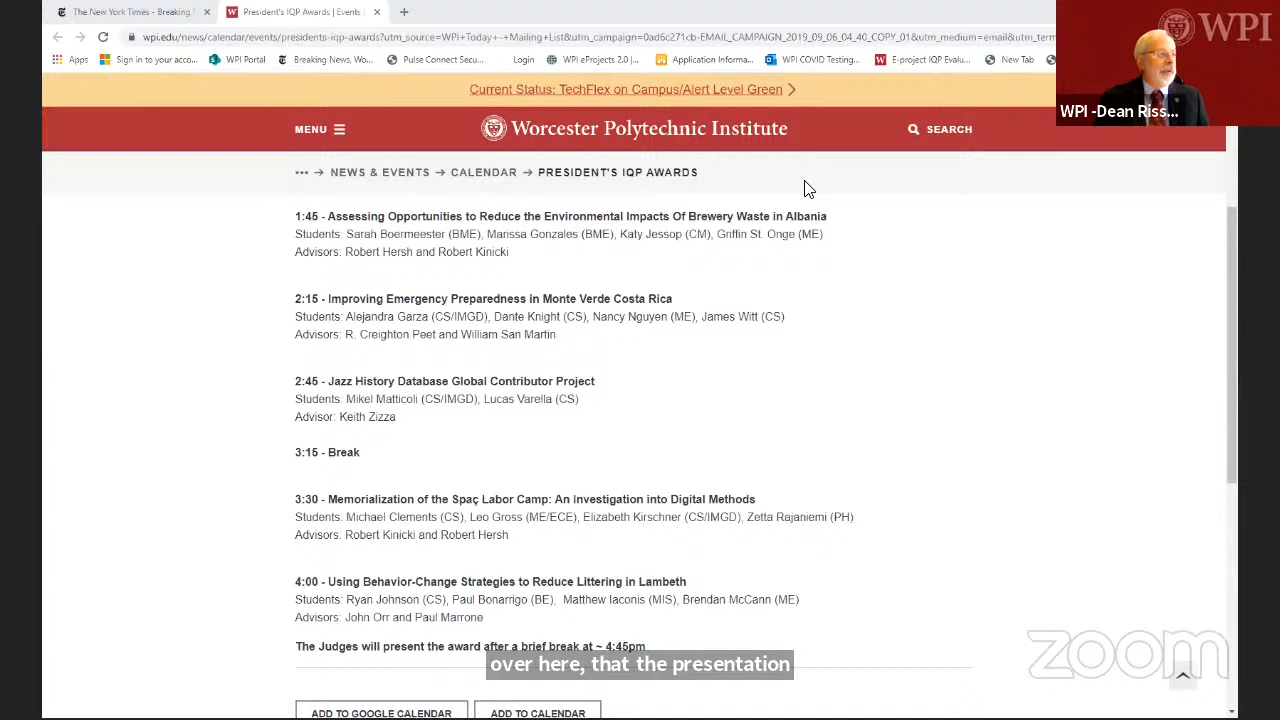 The New York Times - Breaking
President's IQP Awards | Events
wpi.edu/news/calendar/events/presidents-iqp-awards?utm_source=WPI+Today+-+Mailing+List&utm_campaign=0ad6c271cb-EMAIL_CAMPAIGN_2019_09_06_04_40_COPY_01&utm_medium=email&utm_term
Apps Sign in to your acco... WPI Portal Breaking News, Wo... Pulse Connect Secu... Login WPI eProjects 2.0 |... Application Informa... WPI COVID Testing... E-project IQP Evalu... New Tab
WPI
WPI -Dean Riss...
Current Status: TechFlex on Campus/Alert Level Green
MENU Worcester Polytechnic Institute SEARCH
··· → NEWS & EVENTS → CALENDAR → PRESIDENT'S IQP AWARDS
1:45 - Assessing Opportunities to Reduce the Environmental Impacts Of Brewery Waste in Albania
Students: Sarah Boermeester (BME), Marissa Gonzales (BME), Katy Jessop (CM), Griffin St. Onge (ME)
Advisors: Robert Hersh and Robert Kinicki
2:15 - Improving Emergency Preparedness in Monte Verde Costa Rica
Students: Alejandra Garza (CS/IMGD), Dante Knight (CS), Nancy Nguyen (ME), James Witt (CS)
Advisors: R. Creighton Peet and William San Martin
2:45 - Jazz History Database Global Contributor Project
Students: Mikel Matticoli (CS/IMGD), Lucas Varella (CS)
Advisor: Keith Zizza
3:15 - Break
3:30 - Memorialization of the Spaç Labor Camp: An Investigation into Digital Methods
Students: Michael Clements (CS), Leo Gross (ME/ECE), Elizabeth Kirschner (CS/IMGD), Zetta Rajaniemi (PH)
Advisors: Robert Kinicki and Robert Hersh
4:00 - Using Behavior-Change Strategies to Reduce Littering in Lambeth
Students: Ryan Johnson (CS), Paul Bonarrigo (BE), Matthew Iaconis (MIS), Brendan McCann (ME)
Advisors: John Orr and Paul Marrone
The Judges will present the award after a brief break at ~ 4:45pm
over here, that the presentation
zoom
ADD TO GOOGLE CALENDAR ADD TO CALENDAR